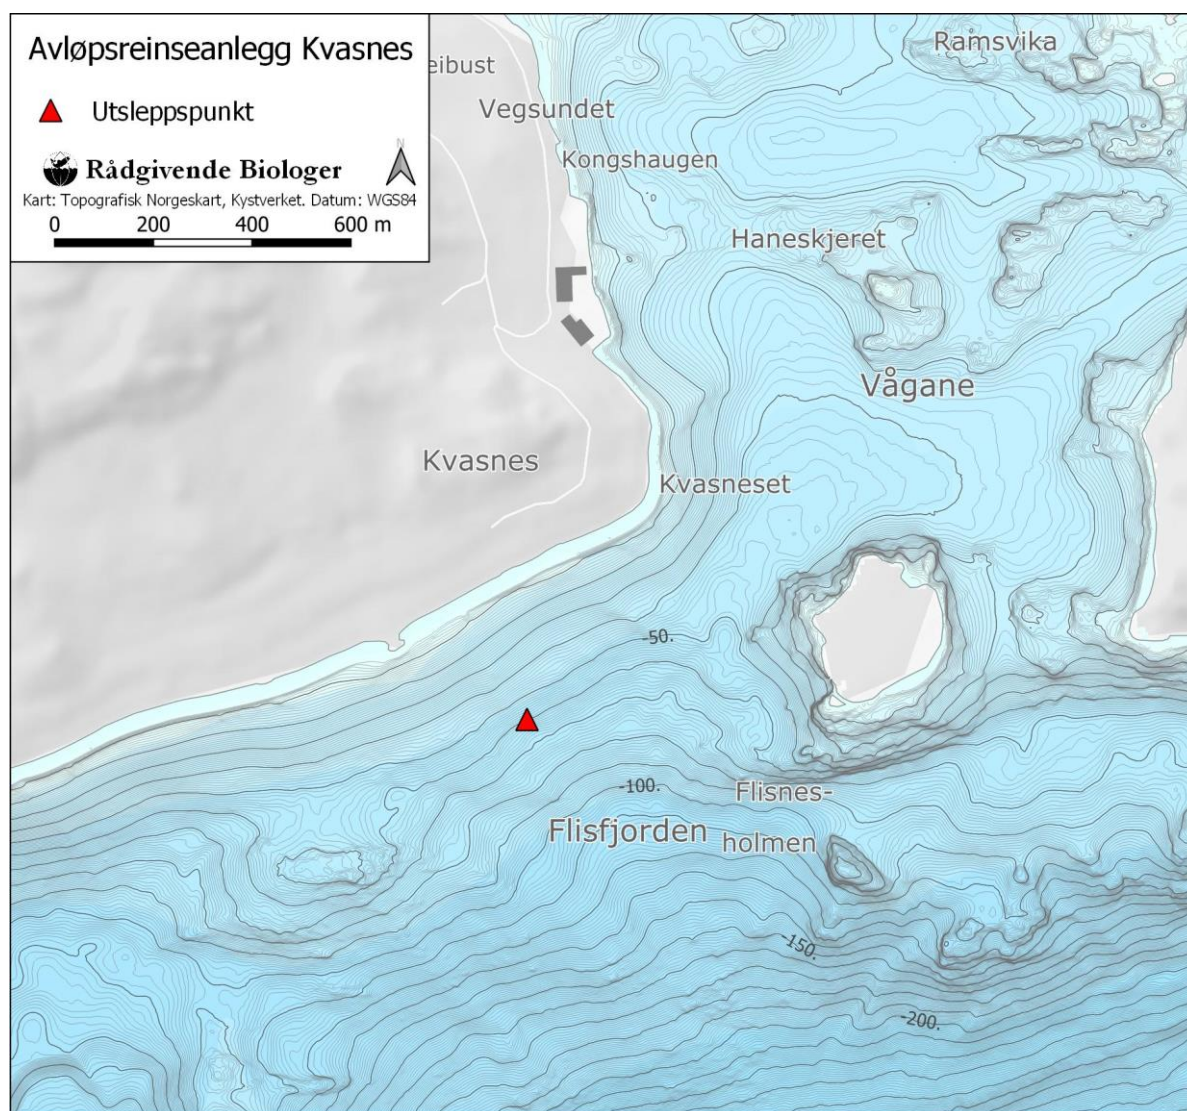 Avløpsreinseanlegg Kvasnes
Utsleppspunkt
N
Rådgivende Biologer
Kart: Topografisk Norgeskart, Kystverket. Datum: WGS84
0 200 400 600 m
eibust
Ramsvika
Vegsundet
Kongshaugen
Haneskjeret
Vågane
Kvasnes
Kvasneset
-50.
-100.
Flisnes-
holmen
Flisfjorden
-150.
-200.